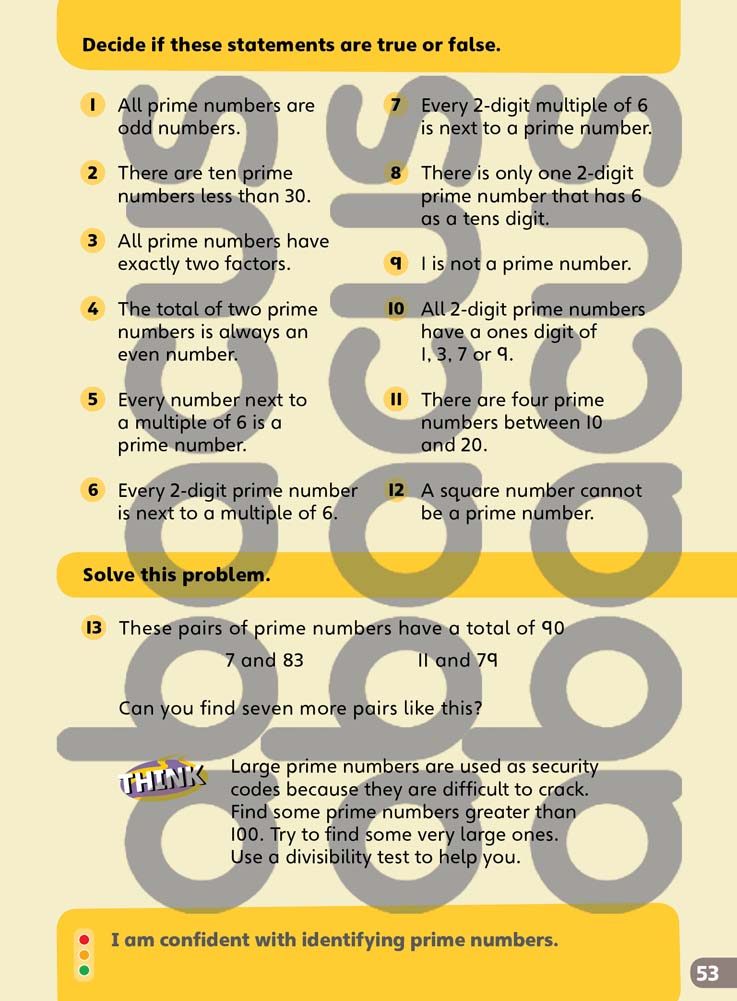 Decide if these statements are true or false.
1 All prime numbers are
odd numbers.
2 There are ten prime
numbers less than 30.
3 All prime numbers have
exactly two factors.
4 The total of two prime
numbers is always an
even number.
5 Every number next to
a multiple of 6 is a
prime number.
6 Every 2-digit prime number
is next to a multiple of 6.
7 Every 2-digit multiple of 6
is next to a prime number.
8 There is only one 2-digit
prime number that has 6
as a tens digit.
9 1 is not a prime number.
10 All 2-digit prime numbers
have a ones digit of
1, 3, 7 or 9.
11 There are four prime
numbers between 10
and 20.
12 A square number cannot
be a prime number.
Solve this problem.
13 These pairs of prime numbers have a total of 90
7 and 83 11 and 79
Can you find seven more pairs like this?
THINK
Large prime numbers are used as security
codes because they are difficult to crack.
Find some prime numbers greater than
100. Try to find some very large ones.
Use a divisibility test to help you.
I am confident with identifying prime numbers.
53
abacus
abacus
abacus